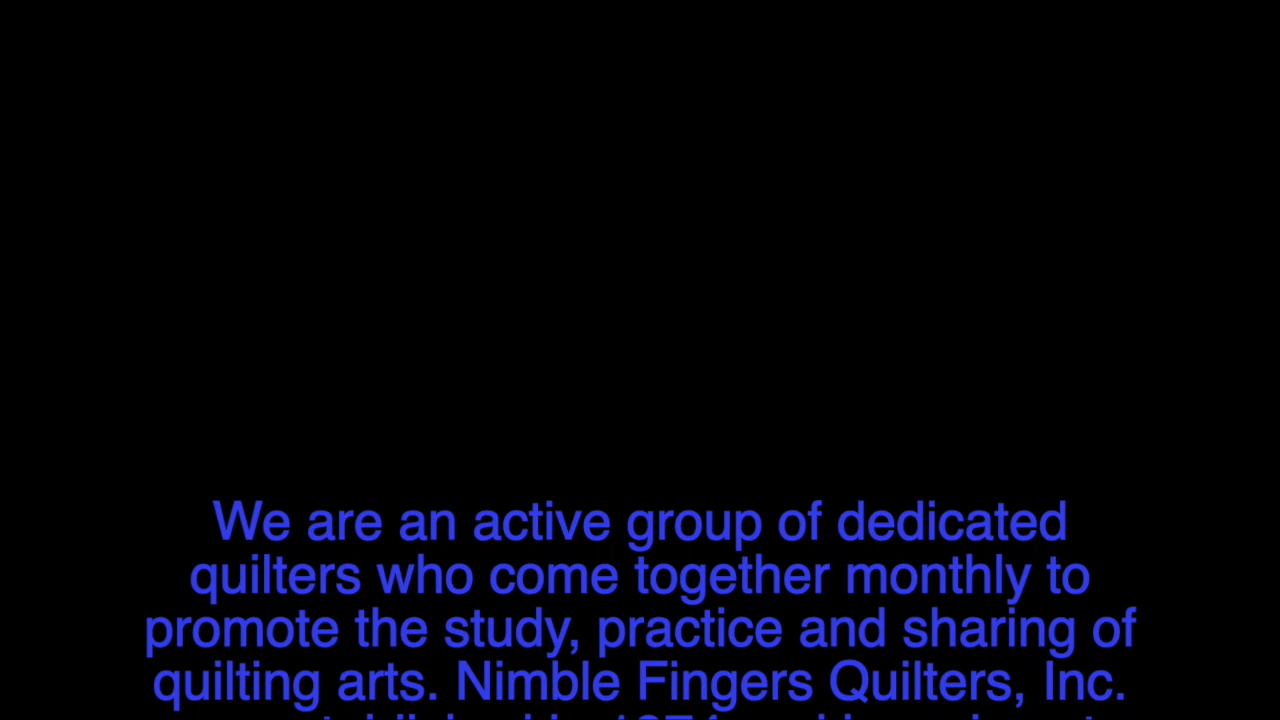 We are an active group of dedicated
quilters who come together monthly to
promote the study, practice and sharing of
quilting arts. Nimble Fingers Quilters, Inc.